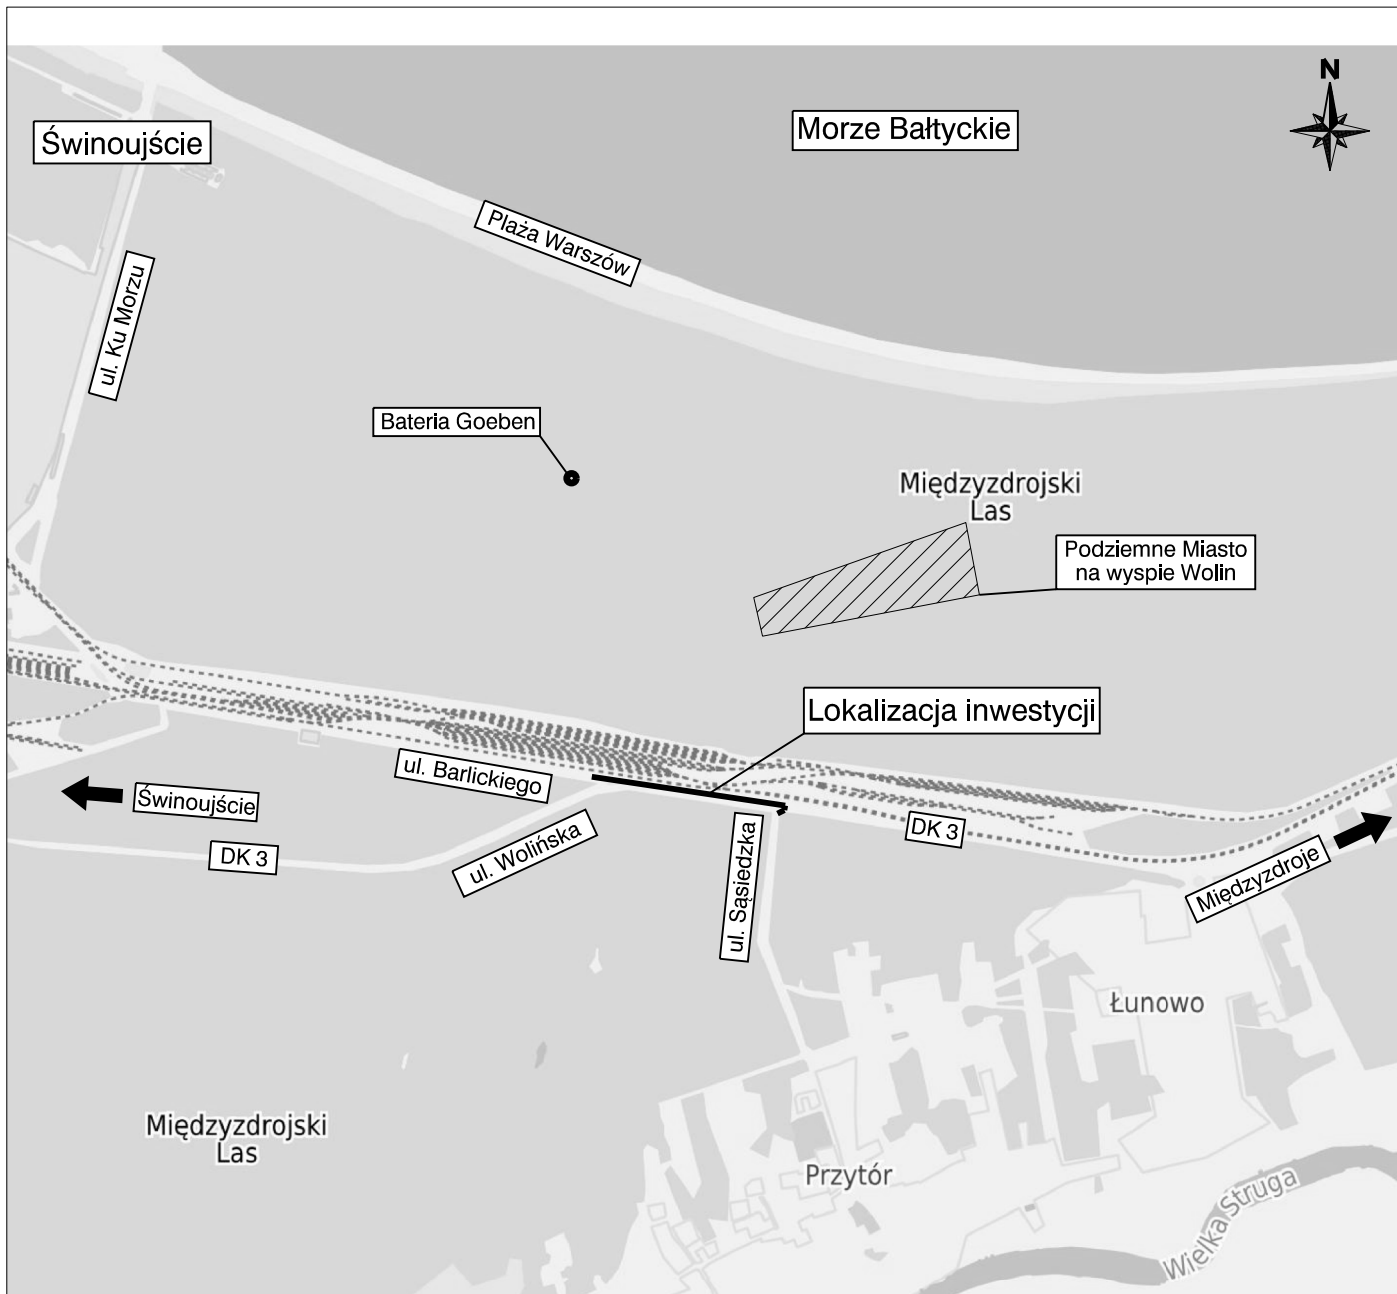 N
Świnoujście
Morze Bałtyckie
Plaża Warszów
ul. Ku Morzu
Bateria Goeben
Międzyzdrojski
Las
Podziemne Miasto
na wyspie Wolin
Lokalizacja inwestycji
ul. Barlickiego
Świnoujście
DK 3
ul. Wolińska
ul. Sąsiedzka
DK 3
Międzyzdroje
Łunowo
Międzyzdrojski
Las
Przytór
Wielka Struga